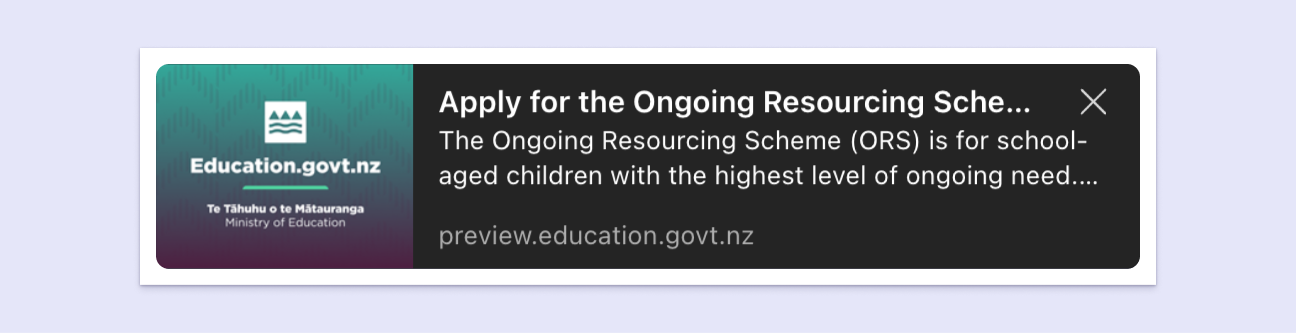 Education.govt.nz
Te Tāhuhu o te Mātauranga
Ministry of Education
Apply for the Ongoing Resourcing Sche...
The Ongoing Resourcing Scheme (ORS) is for school-
aged children with the highest level of ongoing need....
preview.education.govt.nz